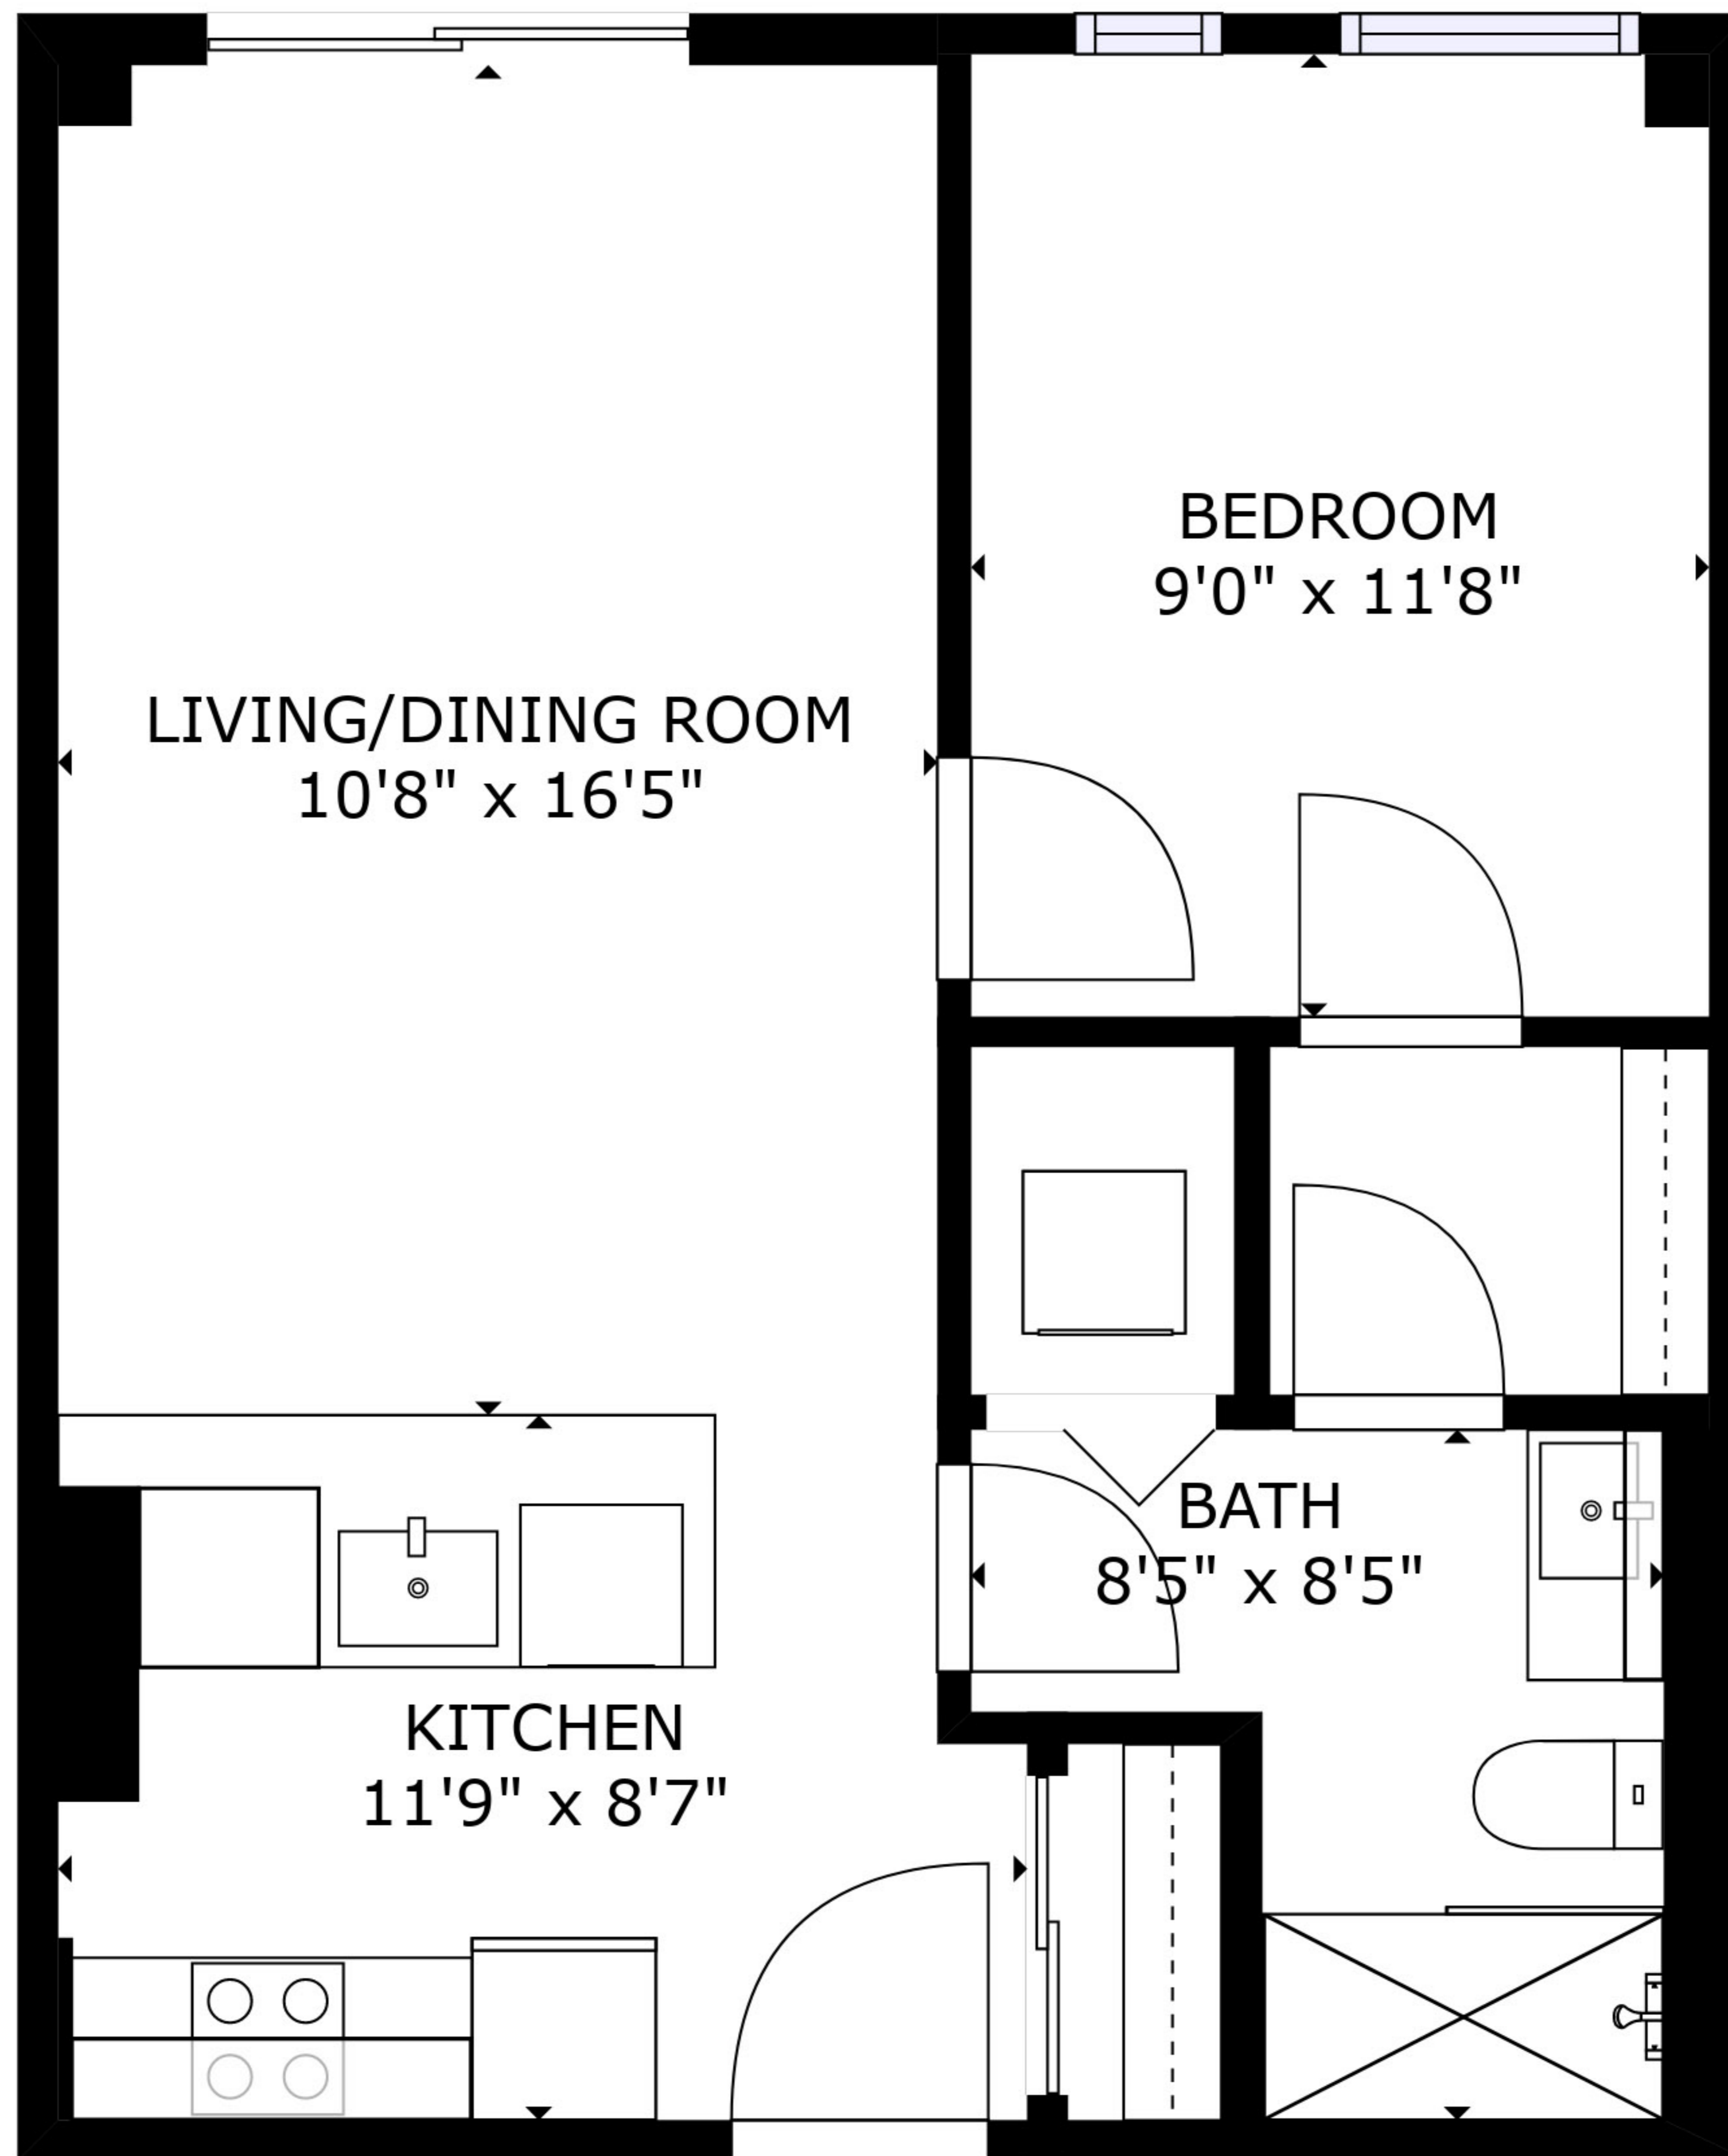 BEDROOM
9'0" x 11'8"
LIVING/DINING ROOM
10'8" x 16'5"
BATH
8'5" x 8'5"
KITCHEN
11'9" x 8'7"